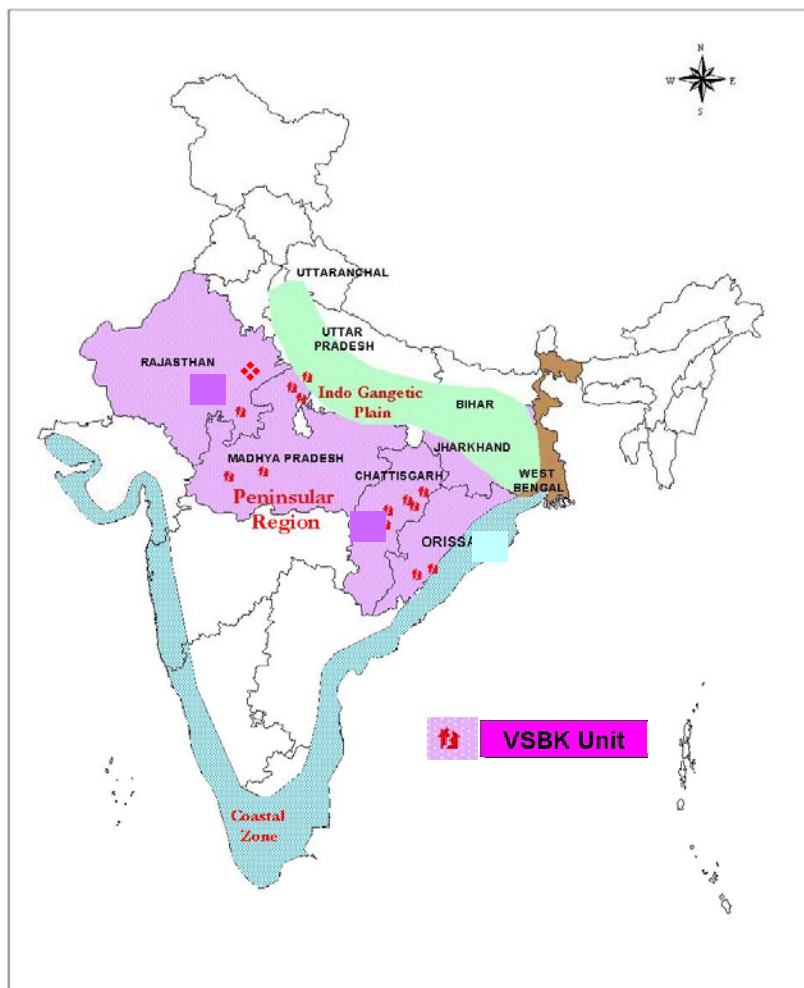 N
W
E
S
UTTARANCHAL
UTTAR
PRADESH
RAJASTHAN
Indo Gangetic
Plain
BIHAR
JHARKHAND
MADHYA PRADESH
CHATTISGARH
WEST
BENGAL
Peninsular
Region
ORISSA
VSBK Unit
Coastal
Zone